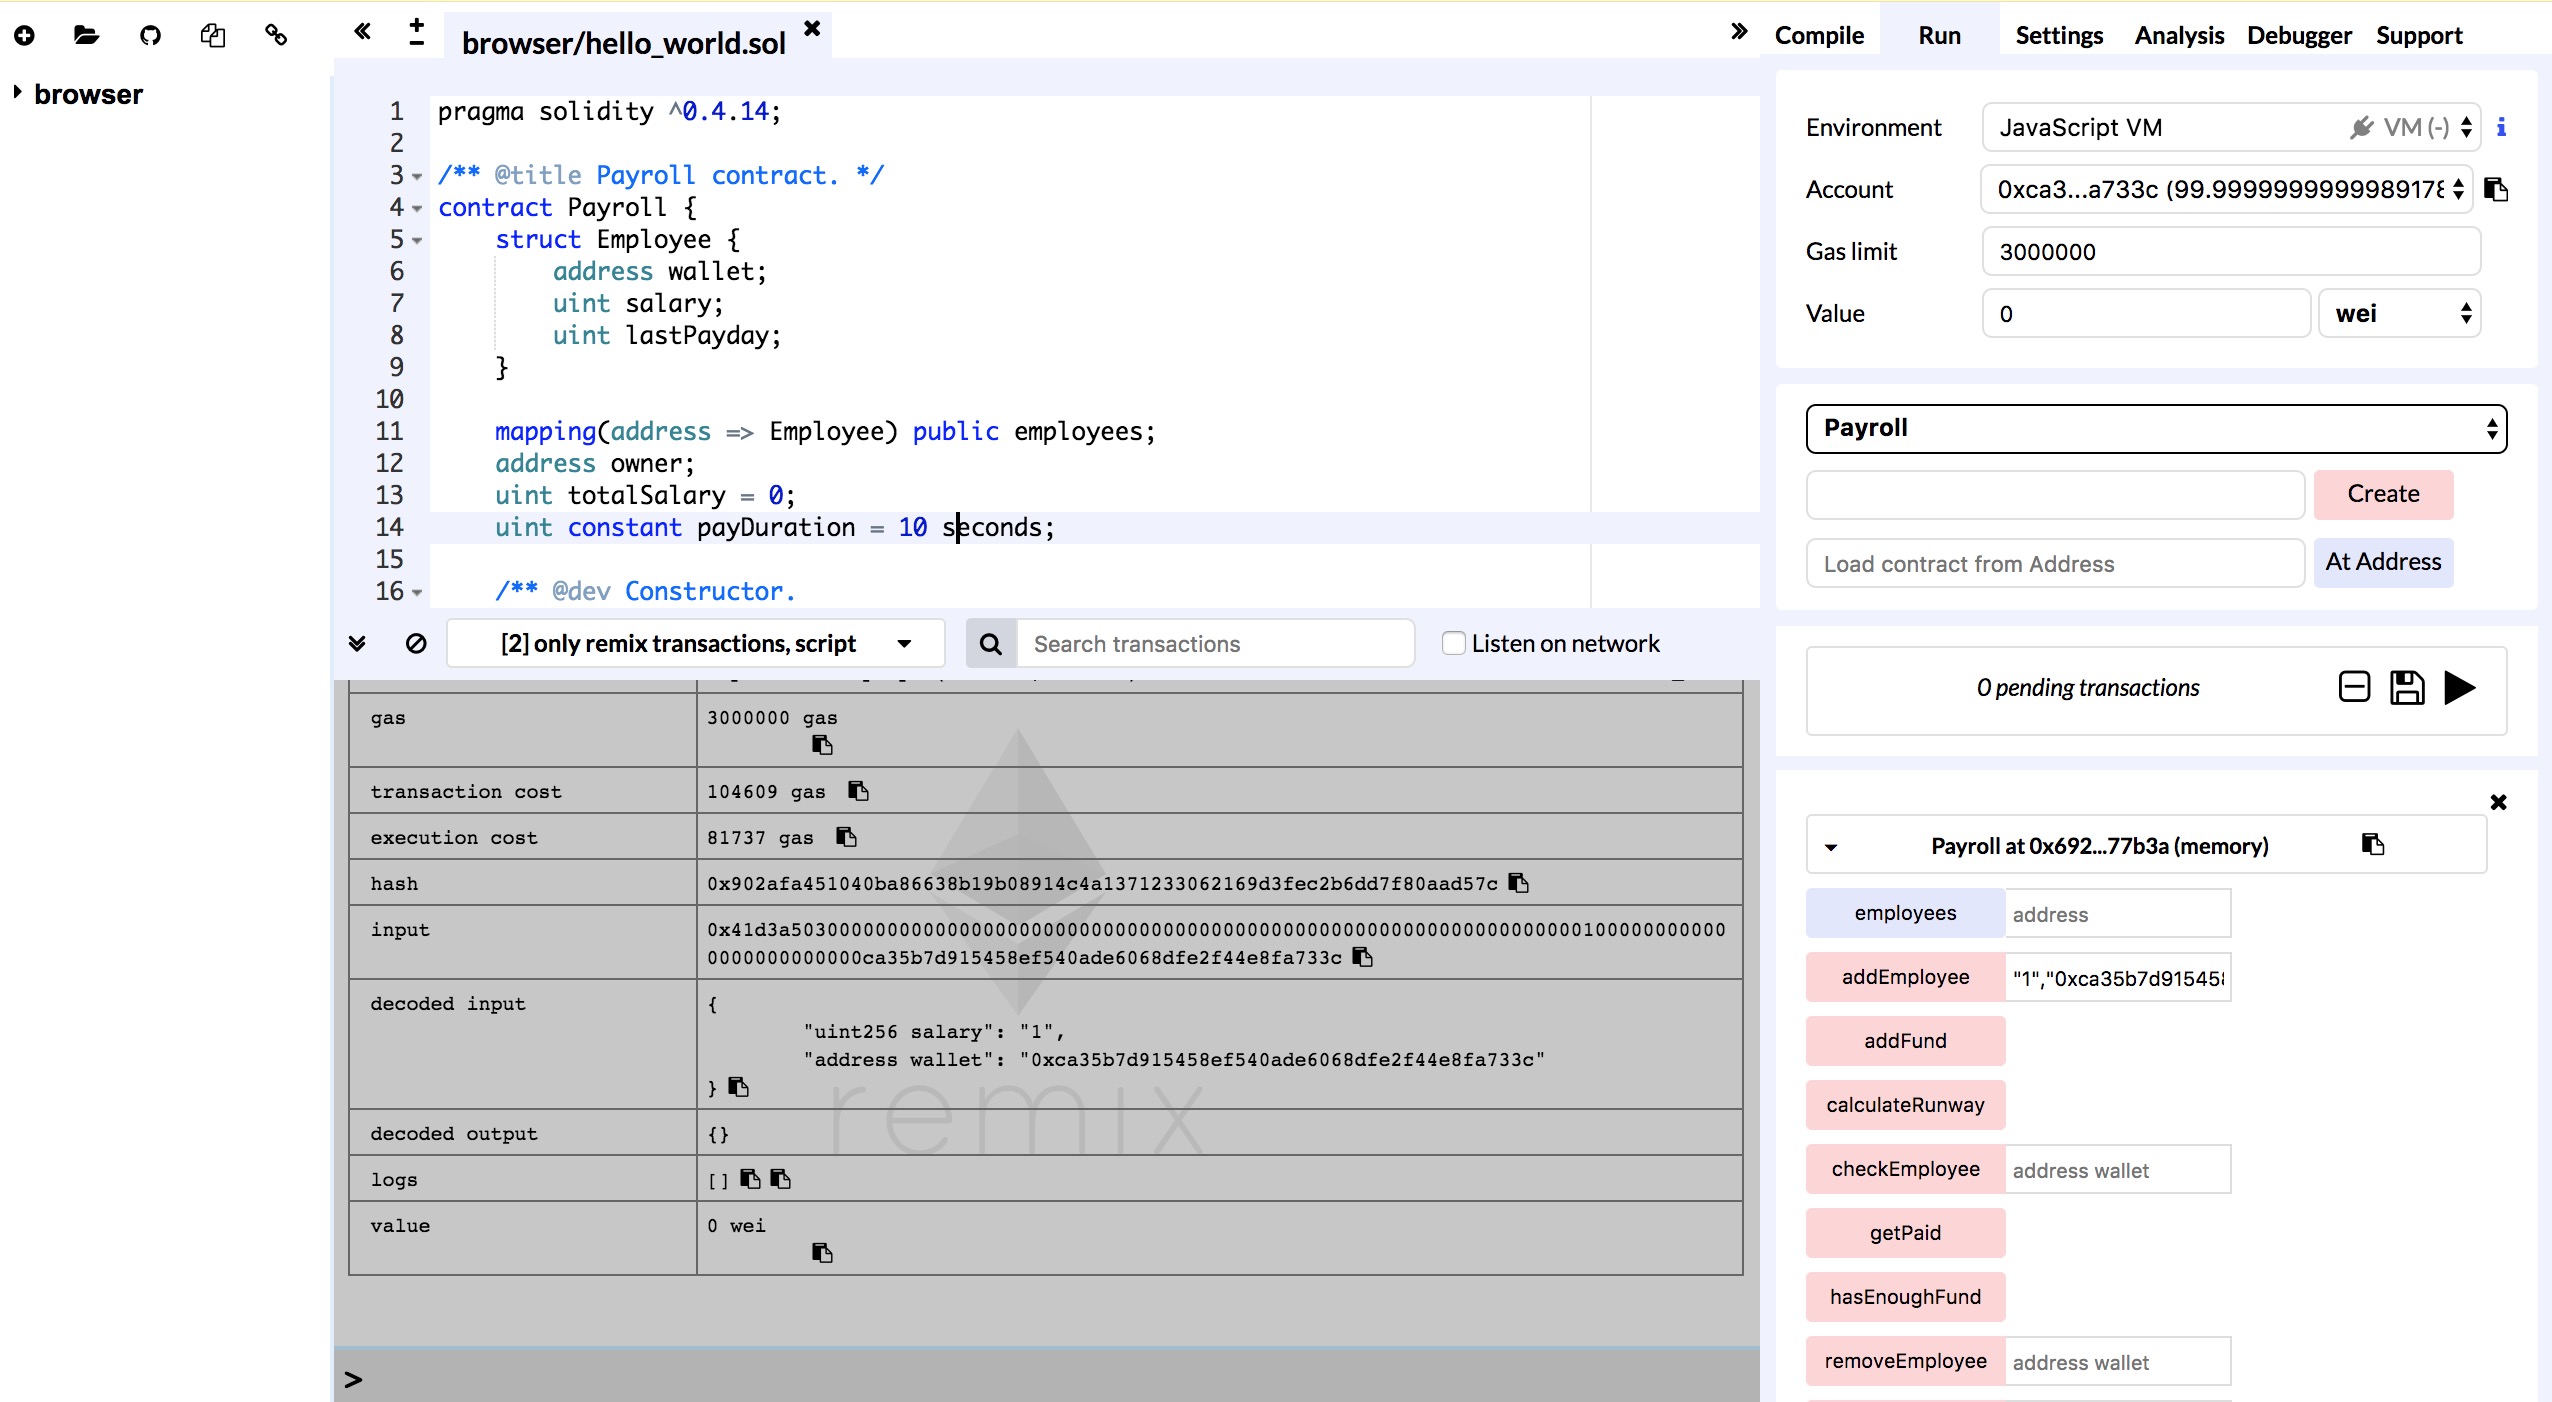 browser
browser/hello_world.sol
1 pragma solidity ^0.4.14;
2
3 /** @title Payroll contract. */
4 contract Payroll {
5 struct Employee {
6 address wallet;
7 uint salary;
8 uint lastPayday;
9 }
10
11 mapping(address => Employee) public employees;
12 address owner;
13 uint totalSalary = 0;
14 uint constant payDuration = 10 seconds;
15
16 /** @dev Constructor.
[2] only remix transactions, script
Search transactions
Listen on network
gas 3000000 gas
transaction cost 104609 gas
execution cost 81737 gas
hash 0x902afa451040ba86638b19b08914c4a1371233062169d3fec2b6dd7f80aad57c
input
decoded input {
"uint256 salary": "1",
"address wallet": "0xca35b7d915458ef540ade6068dfe2f44e8fa733c"
}
decoded output {}
logs []
value 0 wei
remix
>
Compile Run Settings Analysis Debugger Support
Environment JavaScript VM VM (-) i
Account
Gas limit 3000000
Value 0 wei
Payroll
Create
Load contract from Address At Address
0 pending transactions
Payroll at 0x692...77b3a (memory)
employees address
addEmployee "1","0xca35b7d91545
addFund
calculateRunway
checkEmployee address wallet
getPaid
hasEnoughFund
removeEmployee address wallet